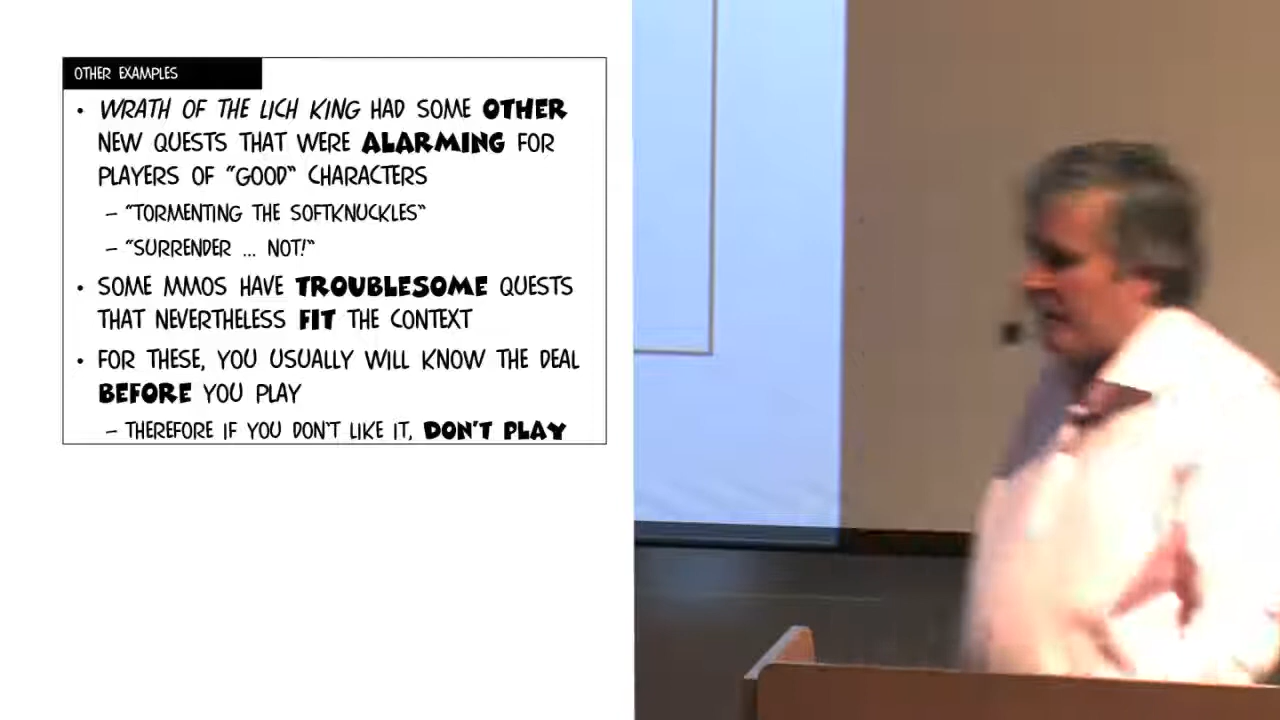 OTHER EXAMPLES
• WRATH OF THE LICH KING HAD SOME OTHER
NEW QUESTS THAT WERE ALARMING FOR
PLAYERS OF "GOOD" CHARACTERS
– "TORMENTING THE SOFTKNUCKLES"
– "SURRENDER ... NOT!"
• SOME MMOS HAVE TROUBLESOME QUESTS
THAT NEVERTHELESS FIT THE CONTEXT
• FOR THESE, YOU USUALLY WILL KNOW THE DEAL
BEFORE YOU PLAY
– THEREFORE IF YOU DON'T LIKE IT, DON'T PLAY